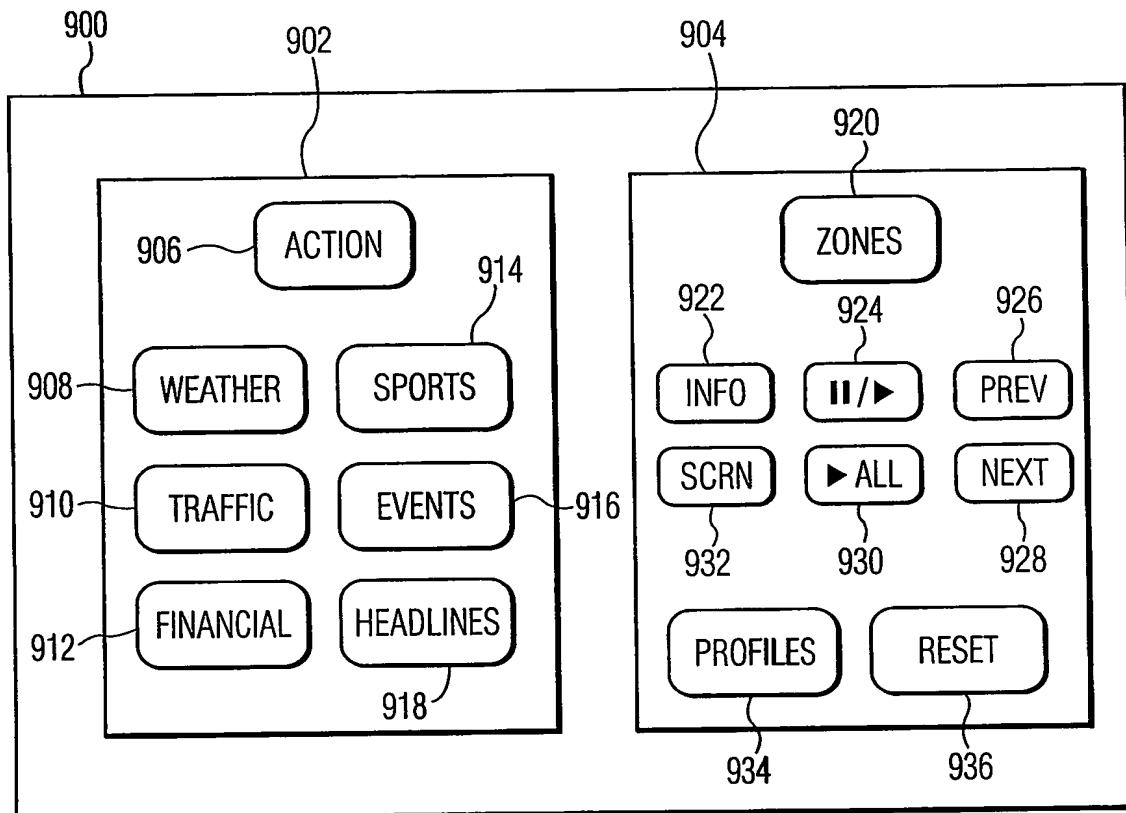 900
902
904
920
906
ACTION
ZONES
914
922
924
926
908
WEATHER
SPORTS
INFO
⏸/▶
PREV
910
TRAFFIC
EVENTS
916
SCRN
▶ ALL
NEXT
932
930
928
912
FINANCIAL
HEADLINES
918
PROFILES
RESET
934
936